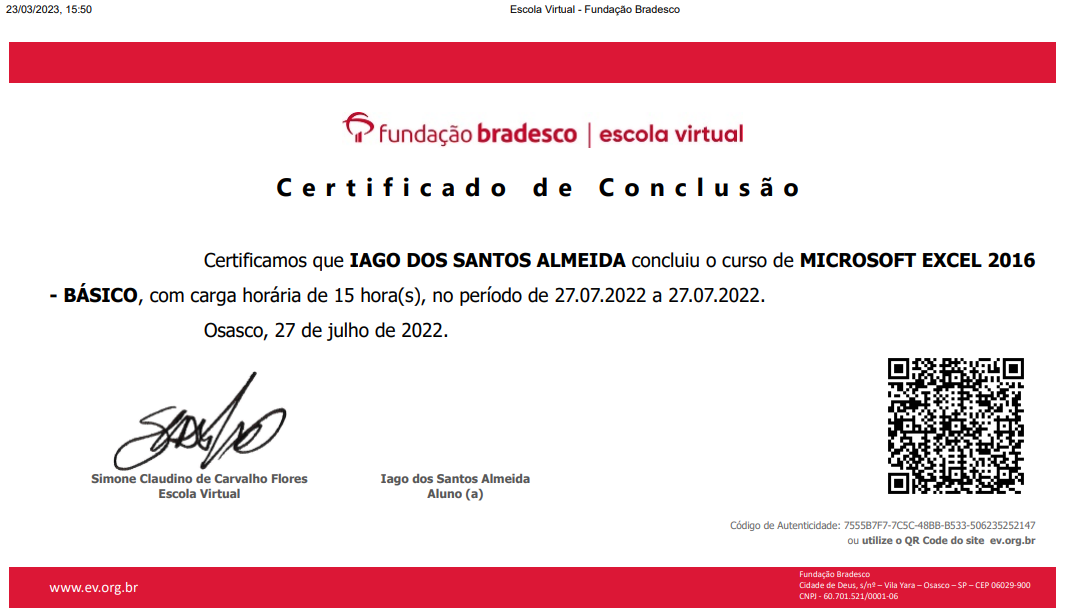 23/03/2023, 15:50 Escola Virtual - Fundação Bradesco
fundação bradesco | escola virtual
Certificado de Conclusão
Certificamos que IAGO DOS SANTOS ALMEIDA concluiu o curso de MICROSOFT EXCEL 2016
- BÁSICO, com carga horária de 15 hora(s), no período de 27.07.2022 a 27.07.2022.
Osasco, 27 de julho de 2022.
Simone Claudino de Carvalho Flores
Escola Virtual
Iago dos Santos Almeida
Aluno (a)
Código de Autenticidade: 7555B7F7-7C5C-48BB-B533-506235252147
ou utilize o QR Code do site ev.org.br
www.ev.org.br
Fundação Bradesco
Cidade de Deus, s/nº – Vila Yara – Osasco – SP – CEP 06029-900
CNPJ - 60.701.521/0001-06